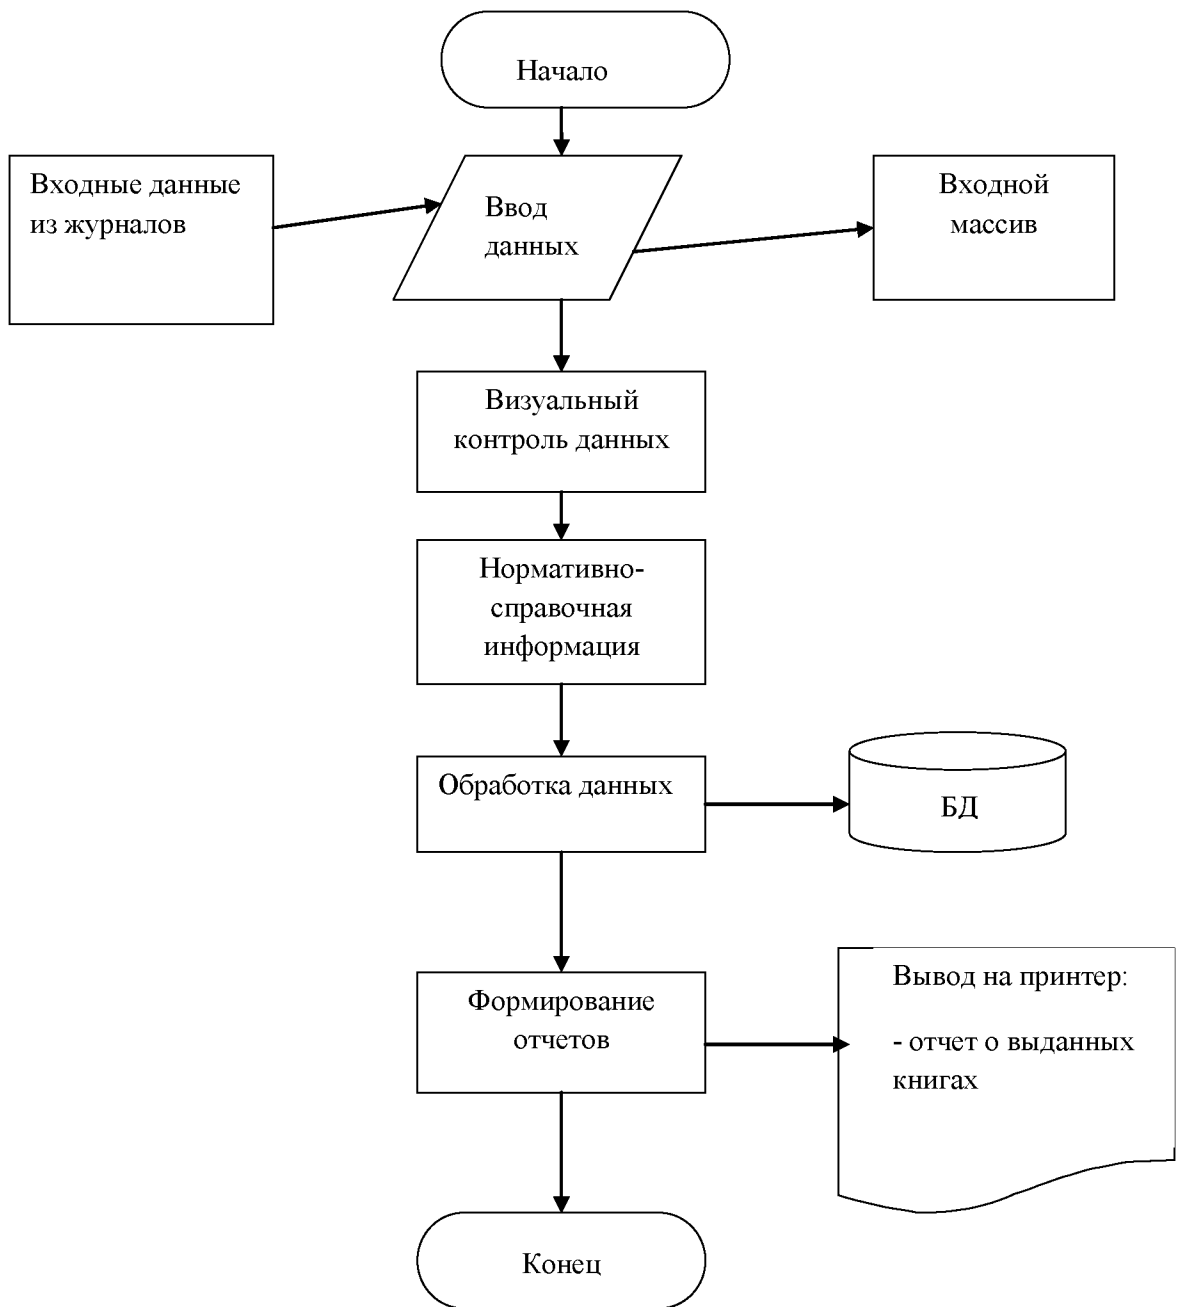 Начало
Входные данные
из журналов
Ввод
данных
Входной
массив
Визуальный
контроль данных
Нормативно-
справочная
информация
Обработка данных
БД
Формирование
отчетов
Вывод на принтер:
- отчет о выданных
книгах
Конец